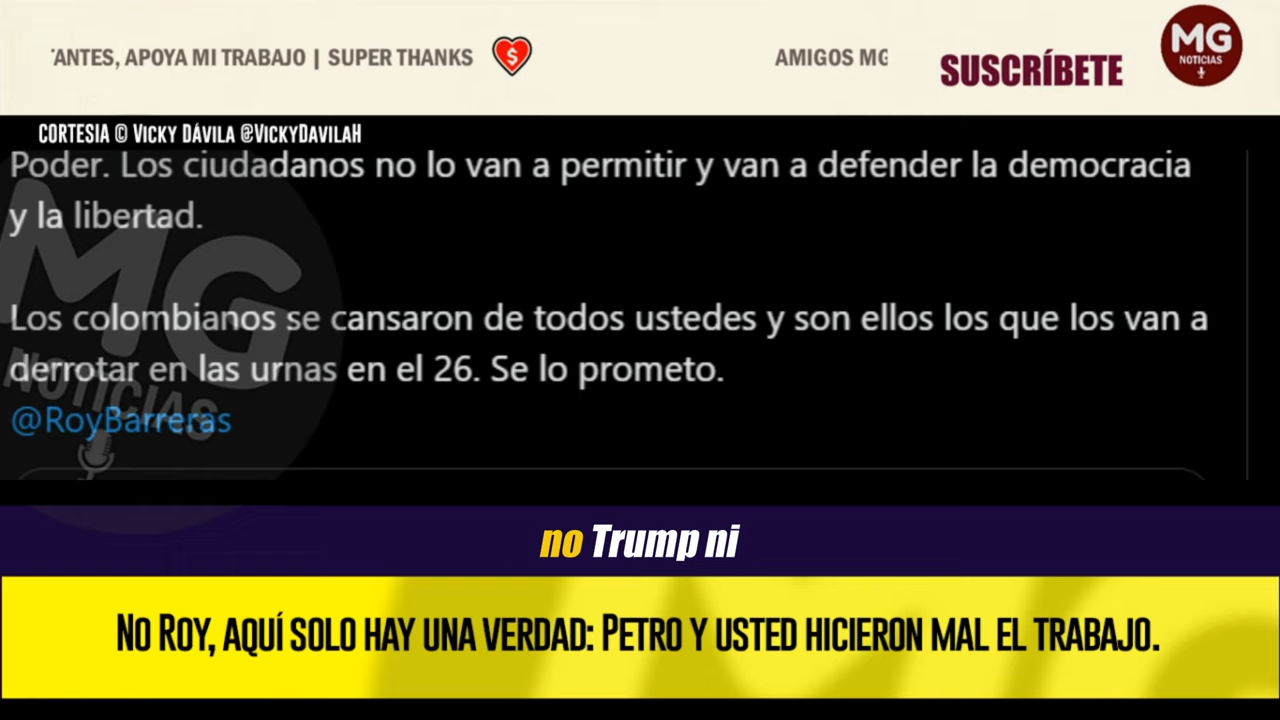 'ANTES, APOYA MI TRABAJO | SUPER THANKS
AMIGOS MG
SUSCRÍBETE
MG
NOTICIAS
CORTESIA © VICKY DÁVILA @VICKYDAVILAH
Poder. Los ciudadanos no lo van a permitir y van a defender la democracia
y la libertad.
Los colombianos se cansaron de todos ustedes y son ellos los que los van a
derrotar en las urnas en el 26. Se lo prometo.
@RoyBarreras
MG
NOTICIAS
no Trump ni
NO ROY, AQUÍ SOLO HAY UNA VERDAD: PETRO Y USTED HICIERON MAL EL TRABAJO.